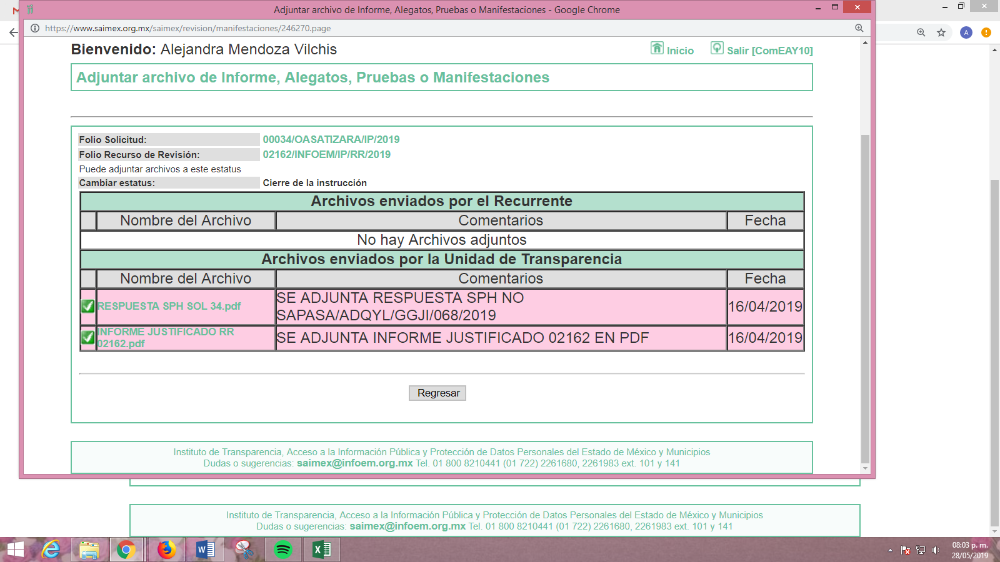 Adjuntar archivo de Informe, Alegatos, Pruebas o Manifestaciones - Google Chrome
https://www.saimex.org.mx/saimex/revision/manifestaciones/246270.page
Bienvenido: Alejandra Mendoza Vilchis
Inicio
Salir [ComEAY10]
Adjuntar archivo de Informe, Alegatos, Pruebas o Manifestaciones
Folio Solicitud: 00034/OASATIZARA/IP/2019
Folio Recurso de Revisión: 02162/INFOEM/IP/RR/2019
Puede adjuntar archivos a este estatus
Cambiar estatus: Cierre de la instrucción
Archivos enviados por el Recurrente
Nombre del Archivo Comentarios Fecha
No hay Archivos adjuntos
Archivos enviados por la Unidad de Transparencia
Nombre del Archivo Comentarios Fecha
RESPUESTA SPH SOL 34.pdf
SE ADJUNTA RESPUESTA SPH NO
SAPASA/ADQYL/GGJI/068/2019
16/04/2019
INFORME JUSTIFICADO RR
02162.pdf
SE ADJUNTA INFORME JUSTIFICADO 02162 EN PDF
16/04/2019
Regresar
Instituto de Transparencia, Acceso a la Información Pública y Protección de Datos Personales del Estado de México y Municipios
Dudas o sugerencias: saimex@infoem.org.mx Tel. 01 800 8210441 (01 722) 2261680, 2261983 ext. 101 y 141
Instituto de Transparencia, Acceso a la Información Pública y Protección de Datos Personales del Estado de México y Municipios
Dudas o sugerencias: saimex@infoem.org.mx Tel. 01 800 8210441 (01 722) 2261680, 2261983 ext. 101 y 141
A
08:03 p. m.
28/05/2019